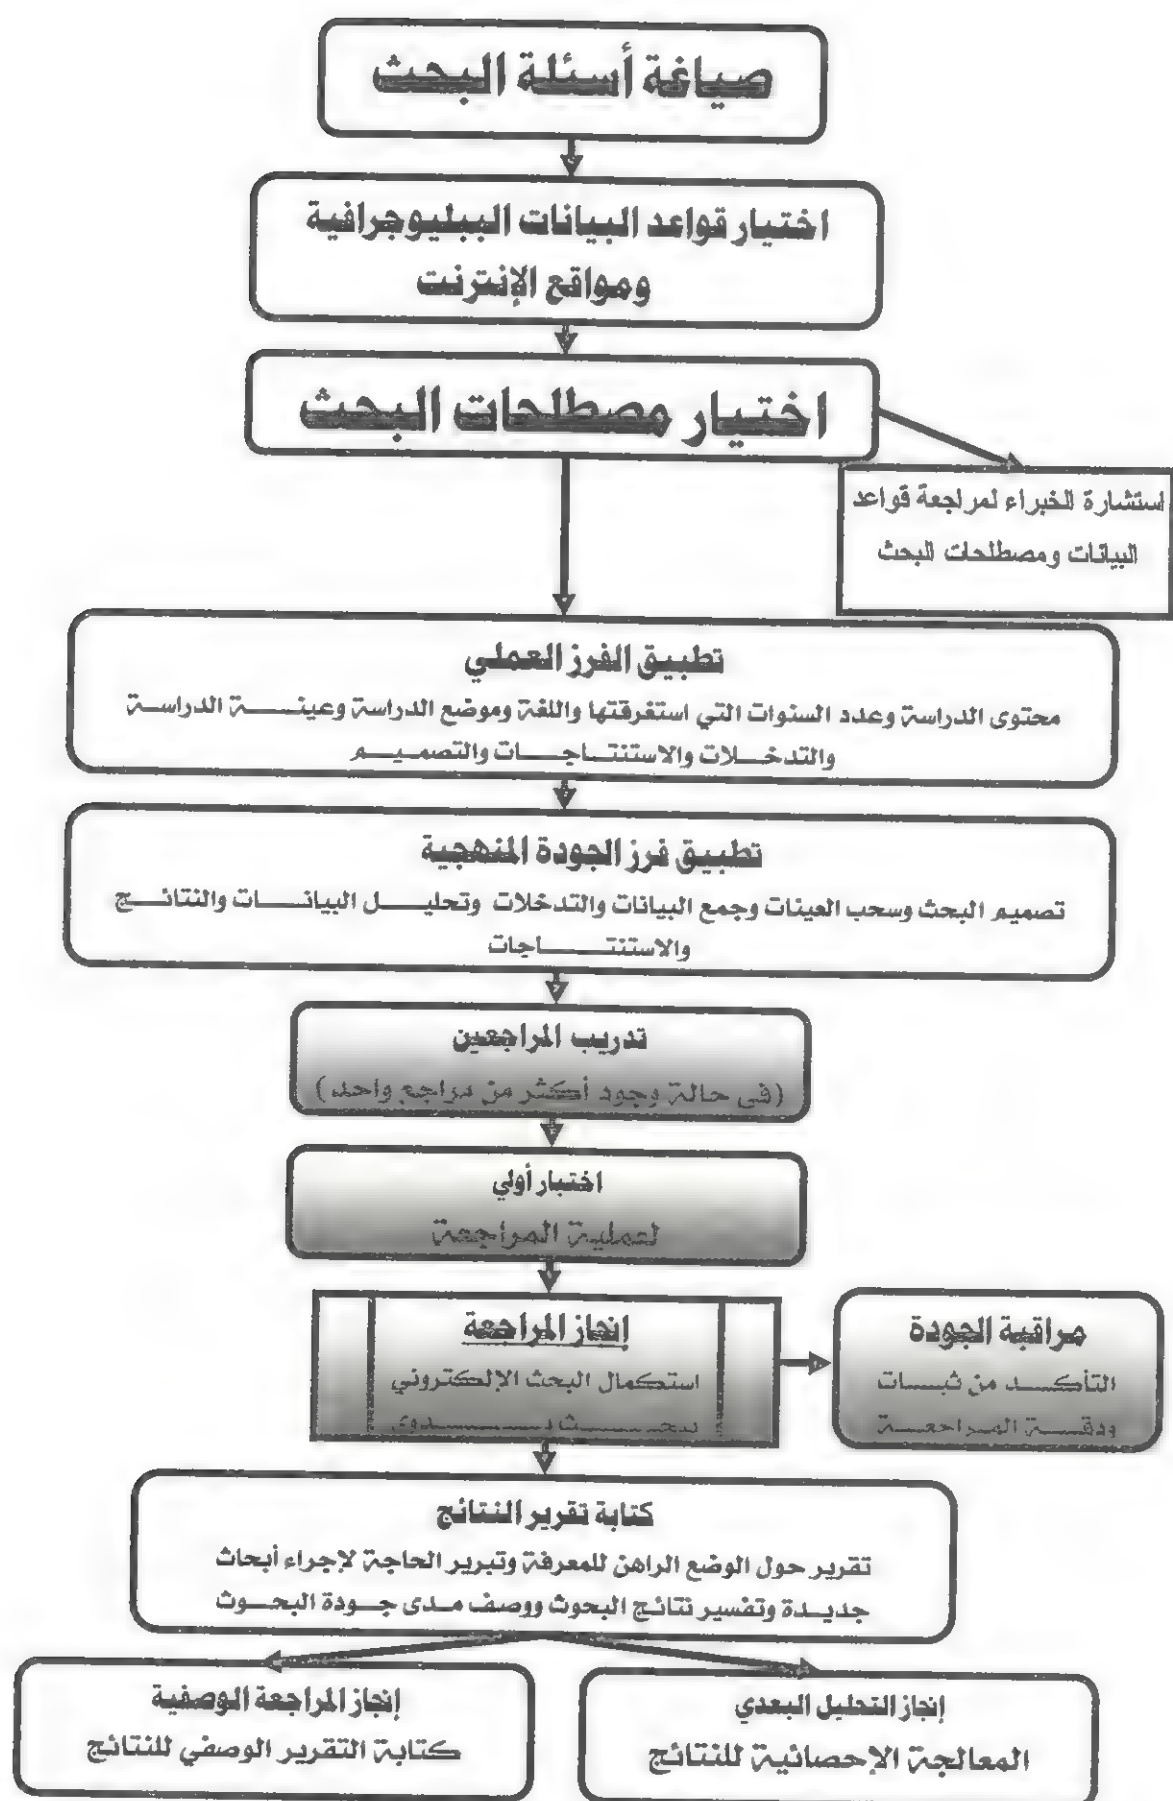 صياغة أسئلة البحث
اختيار قواعد البيانات الببليوجرافية
ومواقع الإنترنت
اختيار مصطلحات البحث
استشارة الخبراء لمراجعة قواعد
البيانات ومصطلحات البحث
تطبيق الفرز العملي
محتوى الدراسة وعدد السنوات التي استغرقتها واللغة وموضع الدراسة وعينة الدراسة
والتدخلات والاستنتاجات والتصميم
تطبيق فرز الجودة المنهجية
تصميم البحث وسحب العينات وجمع البيانات والتدخلات وتحليل البيانات والنتائج
والاستنتاجات
تدريب المراجعين
(فى حالة وجود أكثر من مراجع واحد)
اختبار أولي
لعملية المراجعة
إنجاز المراجعة
استكمال البحث الإلكتروني
ببحث يدوى
مراقبة الجودة
التأكد من ثبات
ودقة المراجعة
كتابة تقرير النتائج
تقرير حول الوضع الراهن للمعرفة وتبرير الحاجة لإجراء أبحاث
جديدة وتفسير نتائج البحوث ووصف مدى جودة البحوث
إنجاز التحليل البعدي
المعالجة الإحصائية للنتائج
إنجاز المراجعة الوصفية
كتابة التقرير الوصفي للنتائج